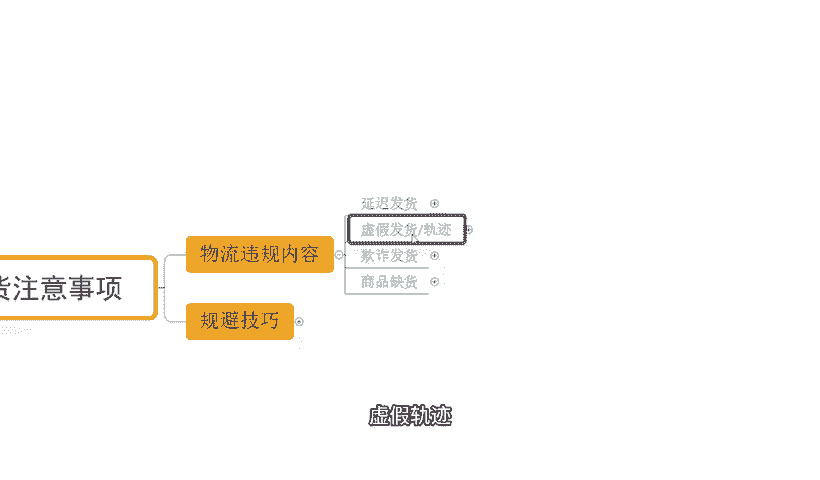 延迟发货
虚假发货/轨迹
物流违规内容
欺诈发货
商品缺货
货注意事项
规避技巧
虚假轨迹